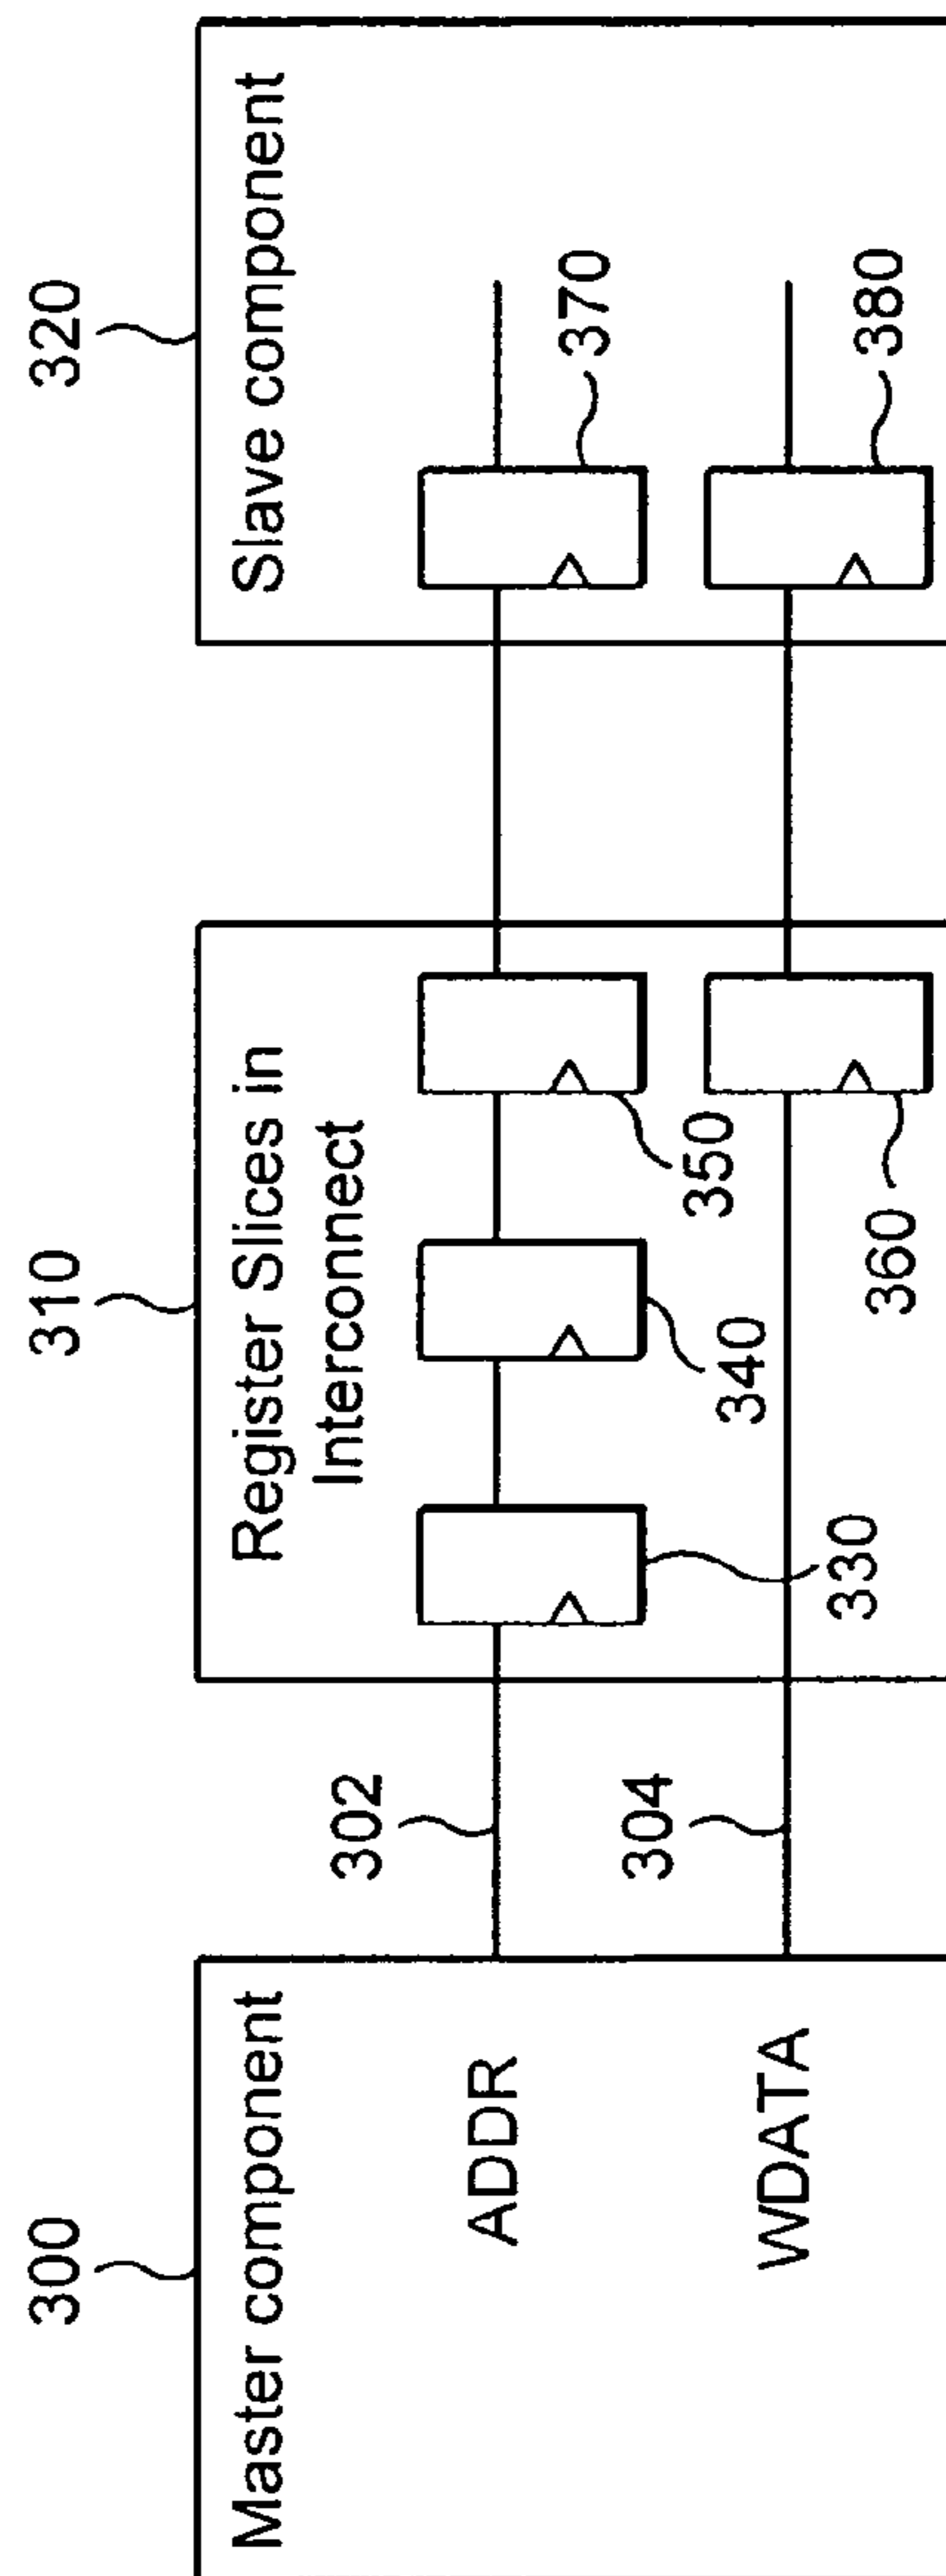 300
310
320
Master component
Register Slices in
Interconnect
Slave component
302
ADDR
370
350
340
304
330
WDATA
360
380